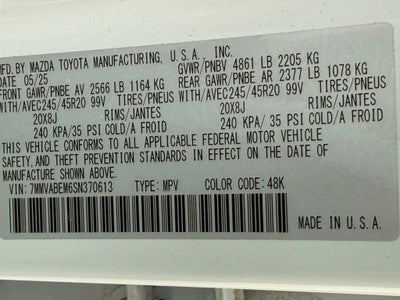 MFD. BY MAZDA TOYOTA MANUFACTURING, U.S.A., INC.
DATE 05/25 GVWR/PNBV 4861 LB 2205 KG
FRONT GAWR/PNBE AV 2566 LB 1164 KG REAR GAWR/PNBE AR 2377 LB 1078 KG
WITH/AVEC245/45R20 99V TIRES/PNEUS WITH/AVEC245/45R20 99V TIRES/PNEUS
20X8J RIMS/JANTES 20X8J RIMS/JANTES
240 KPA/35 PSI COLD/A FROID 240 KPA/35 PSI COLD/A FROID
THIS VEHICLE CONFORMS TO ALL APPLICABLE FEDERAL MOTOR VEHICLE
SAFETY, AND THEFT PREVENTION STANDARDS IN EFFECT ON THE DATE OF
MANUFACTURE SHOWN ABOVE.
VIN: 7MMVABEM6SN370613 TYPE: MPV COLOR CODE: 48K
MADE IN U.S.A.